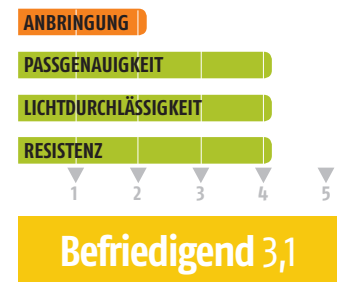 ANBRINGUNG
PASSGENAUIGKEIT
LICHTDURCHLÄSSIGKEIT
RESISTENZ
1 2 3 4 5
Befriedigend 3,1